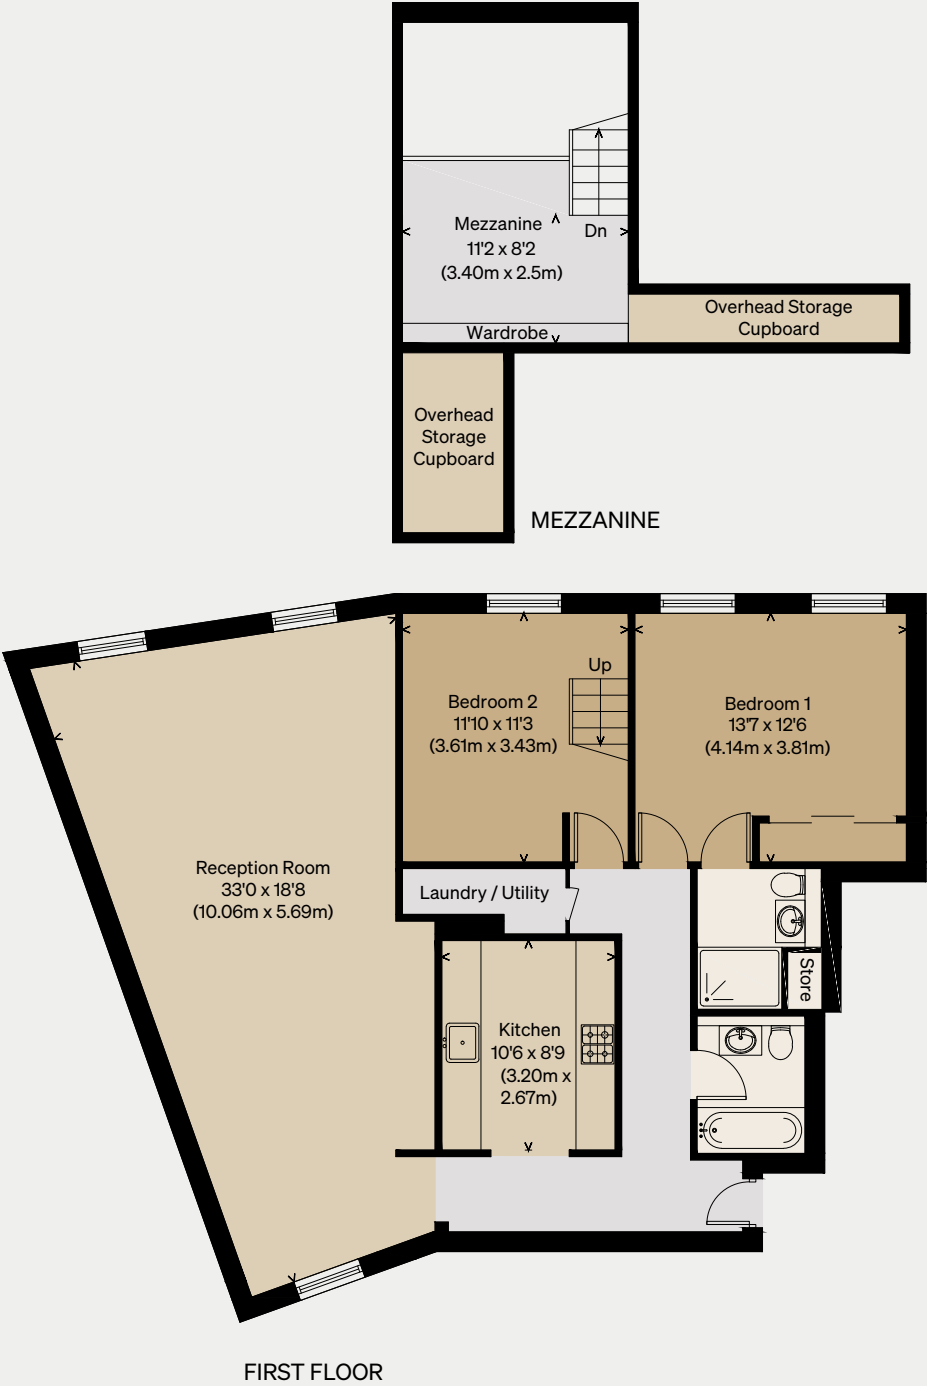 Mezzanine
11'2 x 8'2
(3.40m x 2.5m)
Dn
Wardrobe
Overhead Storage
Cupboard
Overhead
Storage
Cupboard
MEZZANINE
Up
Bedroom 2
11'10 x 11'3
(3.61m x 3.43m)
Bedroom 1
13'7 x 12'6
(4.14m x 3.81m)
Reception Room
33'0 x 18'8
(10.06m x 5.69m)
Laundry / Utility
Store
Kitchen
10'6 x 8'9
(3.20m x
2.67m)
FIRST FLOOR